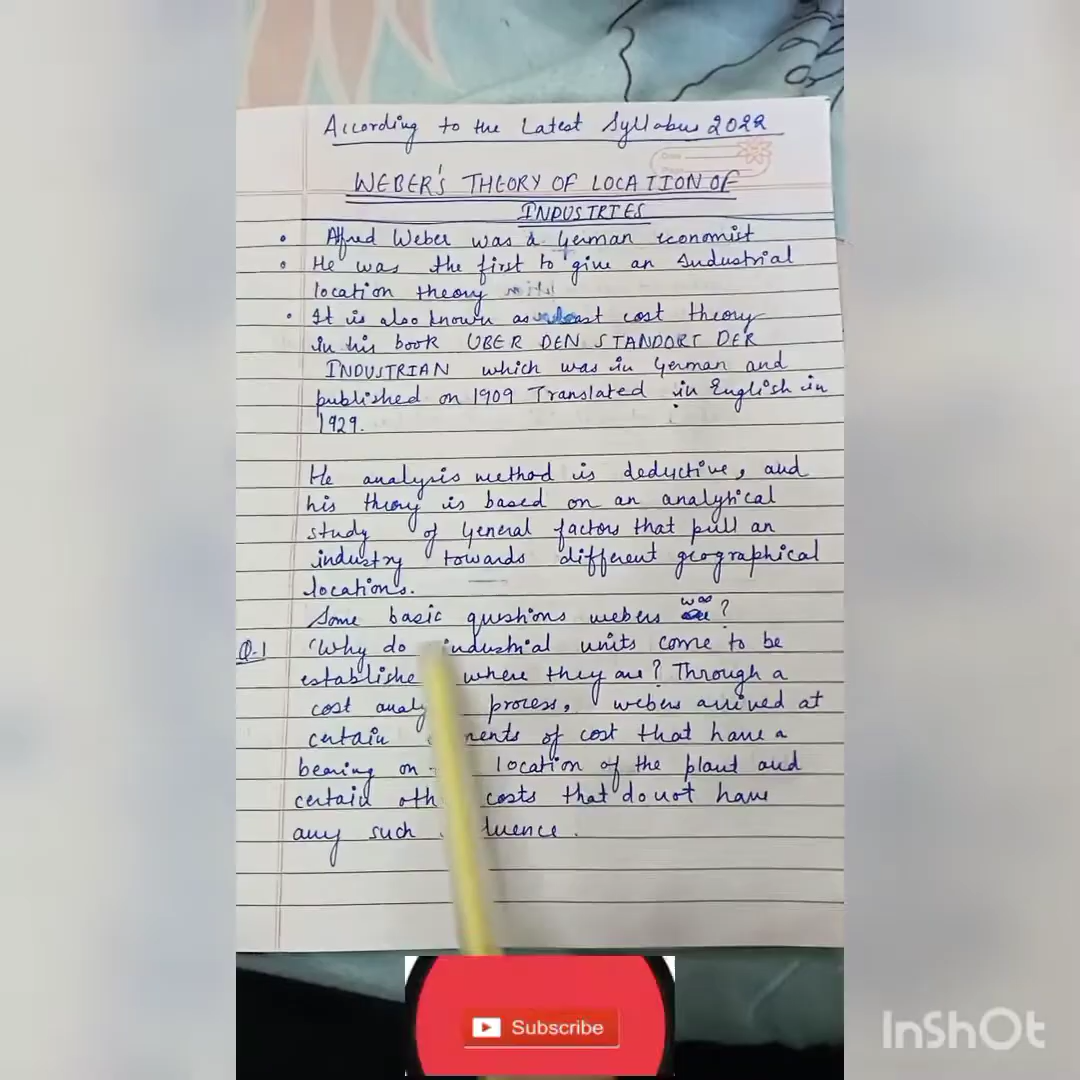 According to the Latest Syllabus 2022
WEBER'S THEORY OF LOCATION OF
INDUSTRIES
• Alfred Weber was a German economist
• He was the first to give an Industrial
location theory
• It is also known as least cost theory
in his book UBER DEN STANDORT DER
INDUSTRIAN which was in German and
published on 1909 Translated in English in
1929.
He analysis method is deductive, and
his theory is based on an analytical
study of General factors that pull an
industry towards different geographical
locations.
Some basic questions webers was ?
Q-1 'Why do industrial units come to be
establishe where they are? Through a
cost analy process, webers arrived at
certain ments of cost that have a
bearing on location of the plant and
certain oth costs that do not have
any such luence.
Subscribe
InShOt